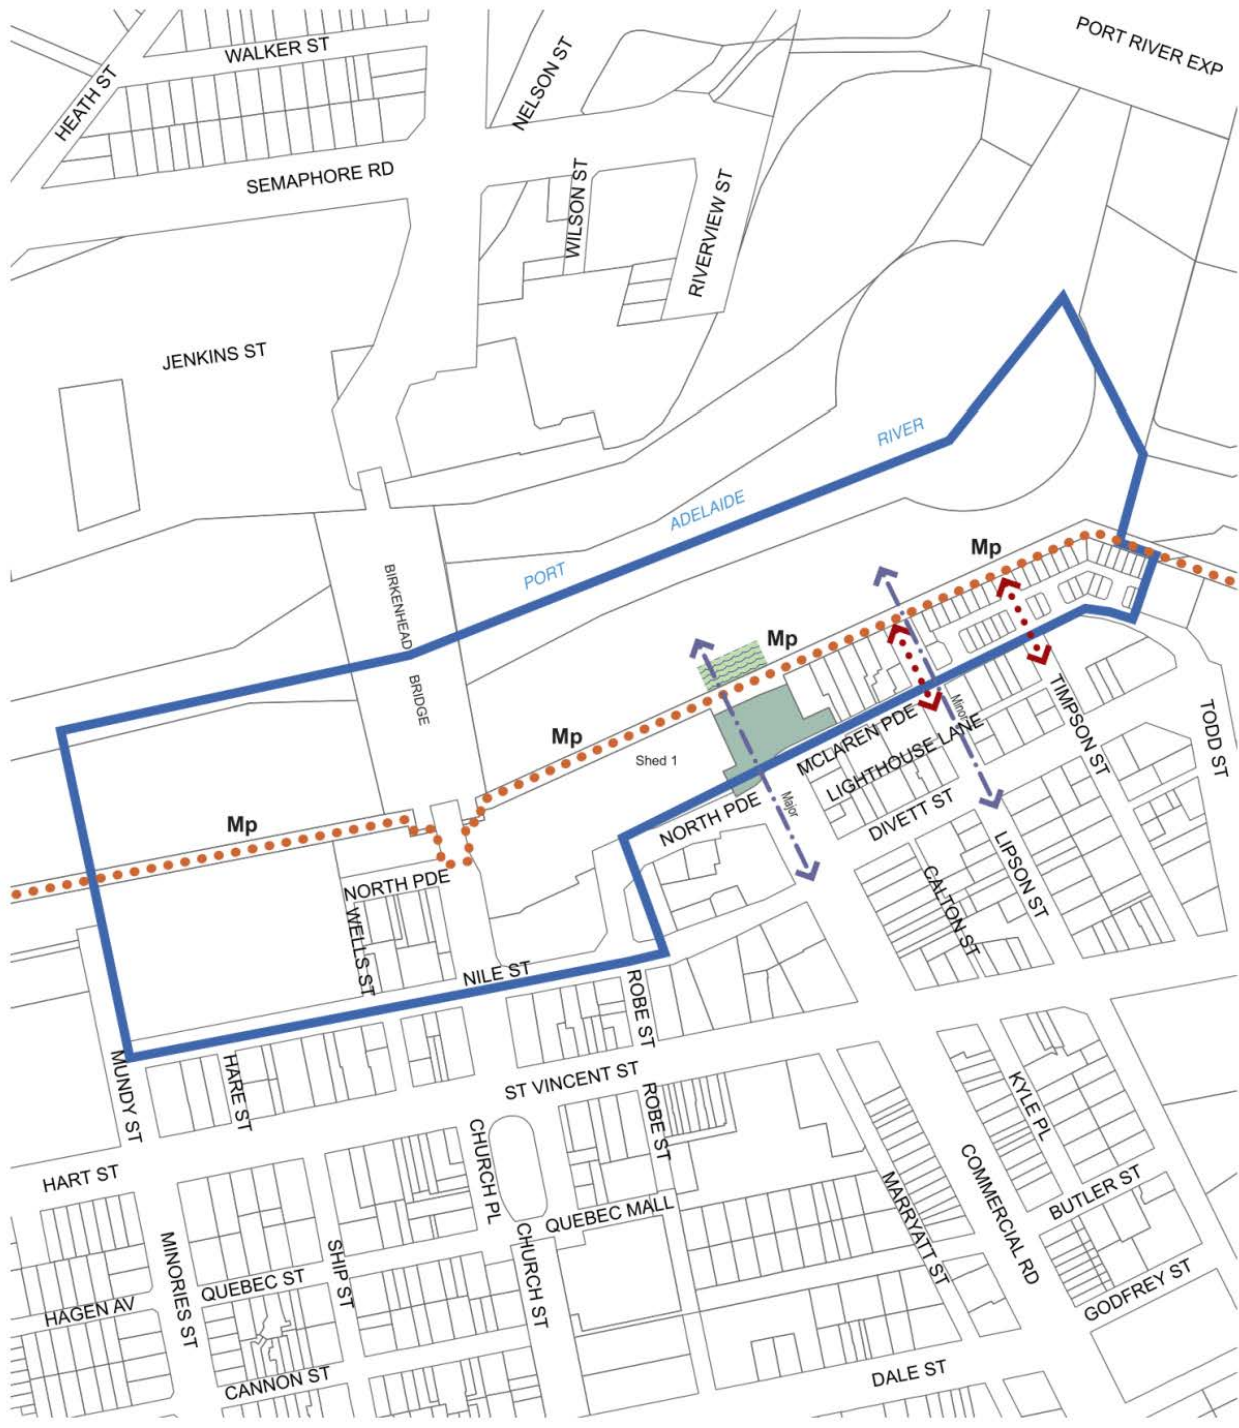 PORT RIVER EXP
WALKER ST
NELSON ST
HEATH ST
SEMAPHORE RD
WILSON ST
RIVERVIEW ST
JENKINS ST
RIVER
ADELAIDE
PORT
Mp
BIRKENHEAD
BRIDGE
Mp
Mp
Shed 1
Mp
MCLAREN PDE
Minor
LIGHTHOUSE LANE
TIMPSON ST
TODD ST
Major
NORTH PDE
DIVETT ST
LIPSON ST
CALTON ST
NORTH PDE
WELLS ST
NILE ST
ROBE ST
MUNDY ST
HARE ST
ST VINCENT ST
ROBE ST
KYLE PL
CHURCH PL
HART ST
COMMERCIAL RD
BUTLER ST
QUEBEC MALL
MARRYATT ST
MINORIES ST
SHIP ST
CHURCH ST
QUEBEC ST
HAGEN AV
GODFREY ST
CANNON ST
DALE ST